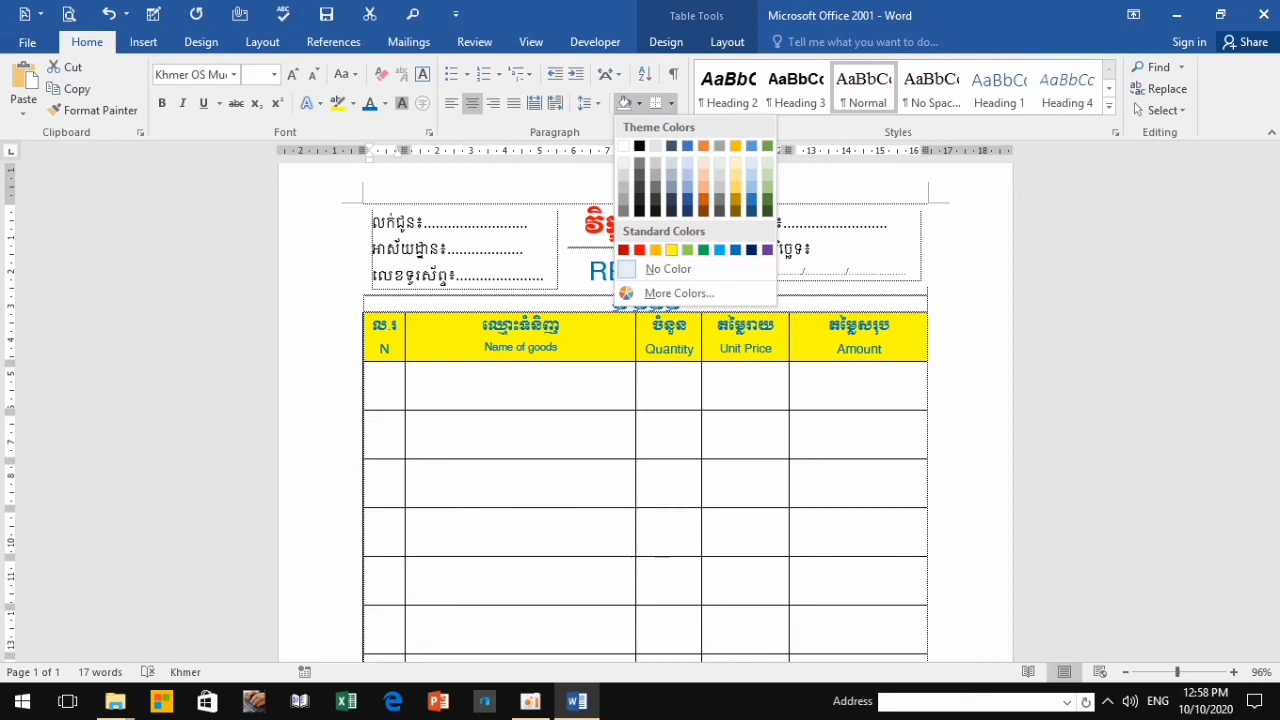 Table Tools
Microsoft Office 2001 - Word
File Home Insert Design Layout References Mailings Review View Developer Design Layout Tell me what you want to do... Sign in Share
Cut
Copy
Paste
Format Painter
Clipboard
Khmer OS Mu
Font
Paragraph
AaBbC AaBbCc AaBbCc AaBbCc AaBbC AaBbCc
Heading 2 ¶ Heading 3 ¶ Normal ¶ No Spac... Heading 1 Heading 4
Styles
Find
Replace
Select
Editing
Theme Colors
Standard Colors
No Color
More Colors...
លក់ជូន៖..........................
អាស័យដ្ឋាន៖...................
លេខទូរស័ព្ទ៖......................
ល.រ ឈ្មោះទំនិញ ចំនួន តម្លៃរាយ តម្លៃសរុប
N Name of goods Quantity Unit Price Amount
Page 1 of 1 17 words Khmer 96%
Address ENG 12:58 PM
10/10/2020